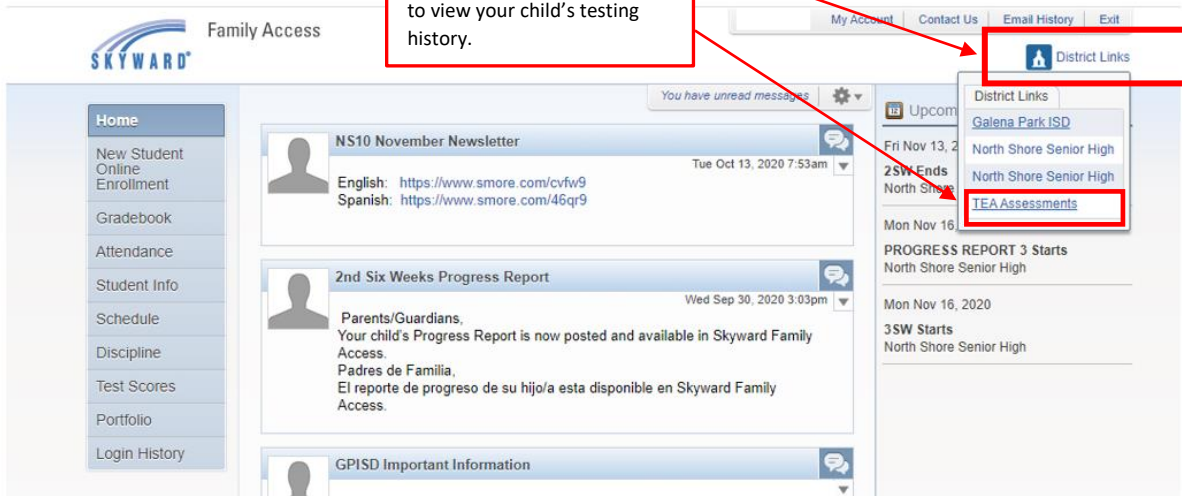 to view your child's testing
history.
SKYWARD®
Family Access
My Account
Contact Us
Email History
Exit
District Links
You have unread messages
District Links
Galena Park ISD
North Shore Senior High
North Shore Senior High
TEA Assessments
Home
New Student
Online
Enrollment
Gradebook
Attendance
Student Info
Schedule
Discipline
Test Scores
Portfolio
Login History
NS10 November Newsletter
Tue Oct 13, 2020 7:53am
English: https://www.smore.com/cvfw9
Spanish: https://www.smore.com/46qr9
2nd Six Weeks Progress Report
Wed Sep 30, 2020 3:03pm
Parents/Guardians,
Your child's Progress Report is now posted and available in Skyward Family
Access.
Padres de Familia,
El reporte de progreso de su hijo/a esta disponible en Skyward Family
Access.
GPISD Important Information
Upcom
Fri Nov 13, 2
2SW Ends
North Shore
Mon Nov 16,
PROGRESS REPORT 3 Starts
North Shore Senior High
Mon Nov 16, 2020
3SW Starts
North Shore Senior High